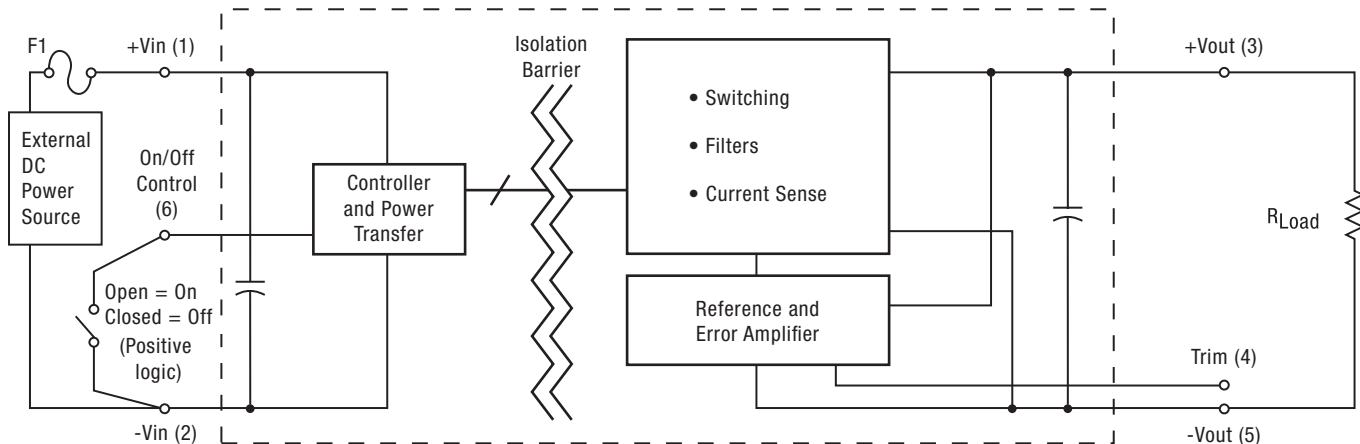 F1
+Vin (1)
External
DC
Power
Source
On/Off
Control
(6)
Open = On
Closed = Off
(Positive
logic)
-Vin (2)
Controller
and Power
Transfer
Isolation
Barrier
• Switching
• Filters
• Current Sense
Reference and
Error Amplifier
+Vout (3)
RLoad
Trim (4)
-Vout (5)